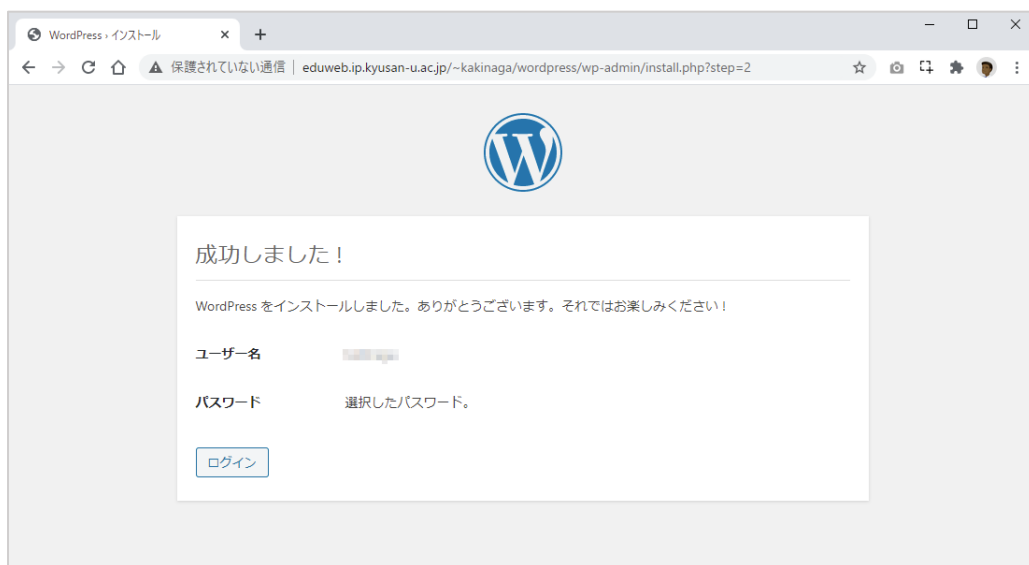 WordPress › インストール
保護されていない通信 | eduweb.ip.kyusan-u.ac.jp/~kakinaga/wordpress/wp-admin/install.php?step=2
成功しました !
WordPress をインストールしました。ありがとうございます。それではお楽しみください !
ユーザー名
パスワード 選択したパスワード。
ログイン